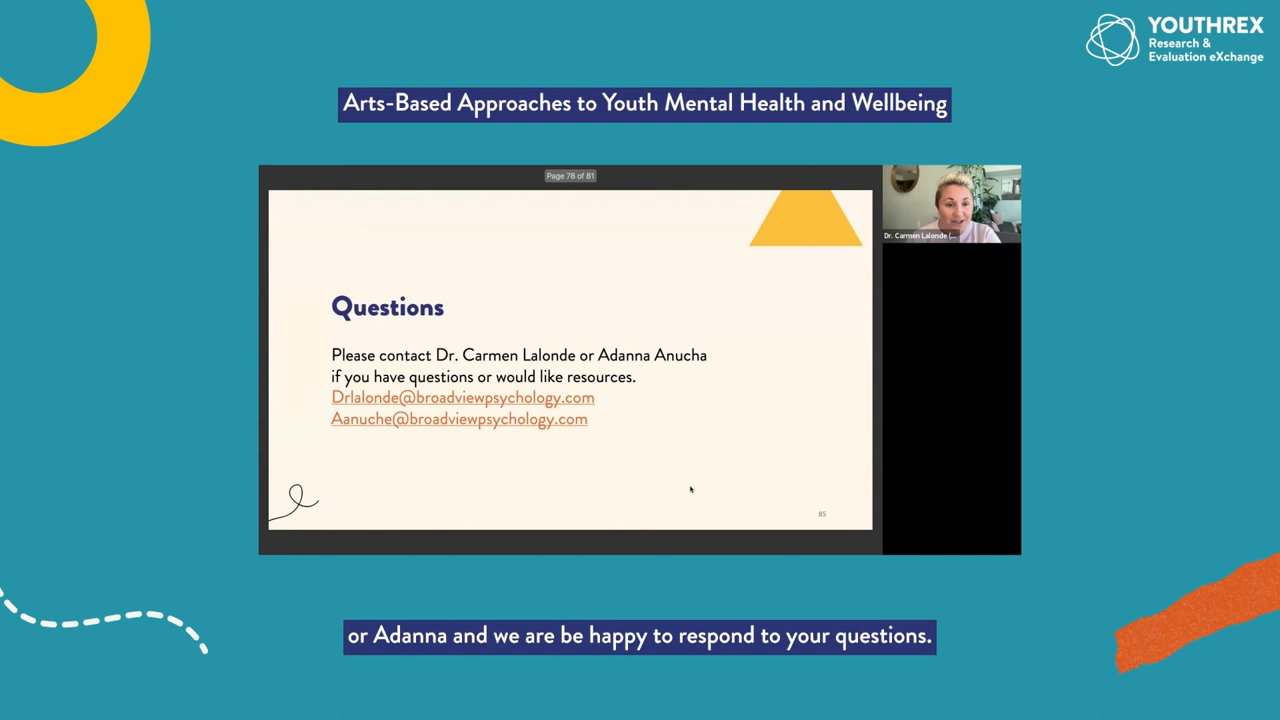 YOUTHREX
Research &
Evaluation eXchange
Arts-Based Approaches to Youth Mental Health and Wellbeing
Page 78 of 81
Dr. Carmen Lalonde (...
Questions
Please contact Dr. Carmen Lalonde or Adanna Anucha
if you have questions or would like resources.
Drlalonde@broadviewpsychology.com
Aanuche@broadviewpsychology.com
85
or Adanna and we are be happy to respond to your questions.